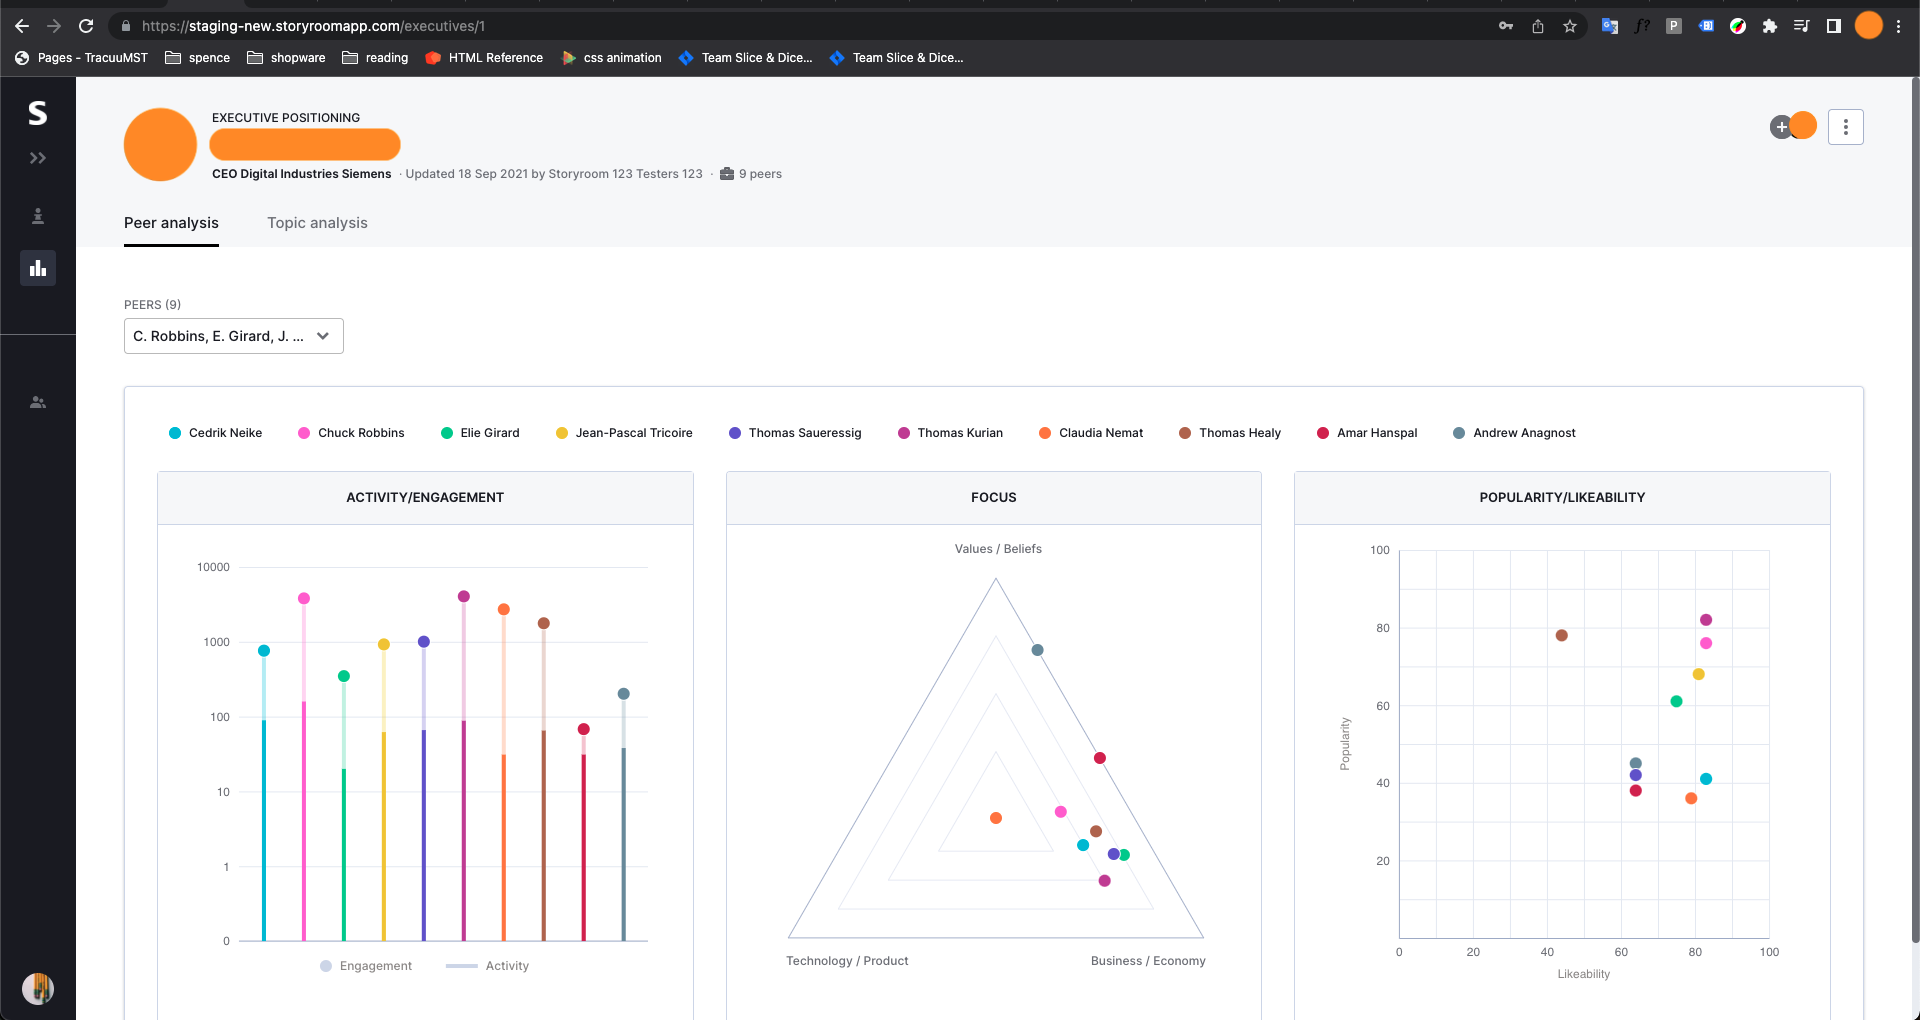 https://staging-new.storyroomapp.com/executives/1
Pages - TracuuMST
spence
shopware
reading
HTML Reference
css animation
Team Slice & Dice...
Team Slice & Dice...
S
EXECUTIVE POSITIONING
CEO Digital Industries Siemens · Updated 18 Sep 2021 by Storyroom 123 Testers 123 · 9 peers
Peer analysis
Topic analysis
PEERS (9)
C. Robbins, E. Girard, J. ...
Cedrik Neike
Chuck Robbins
Elie Girard
Jean-Pascal Tricoire
Thomas Saueressig
Thomas Kurian
Claudia Nemat
Thomas Healy
Amar Hanspal
Andrew Anagnost
ACTIVITY/ENGAGEMENT
10000
1000
100
10
1
0
Engagement
Activity
FOCUS
Values / Beliefs
Technology / Product
Business / Economy
POPULARITY/LIKEABILITY
100
80
60
40
20
Popularity
0
20
40
60
80
100
Likeability